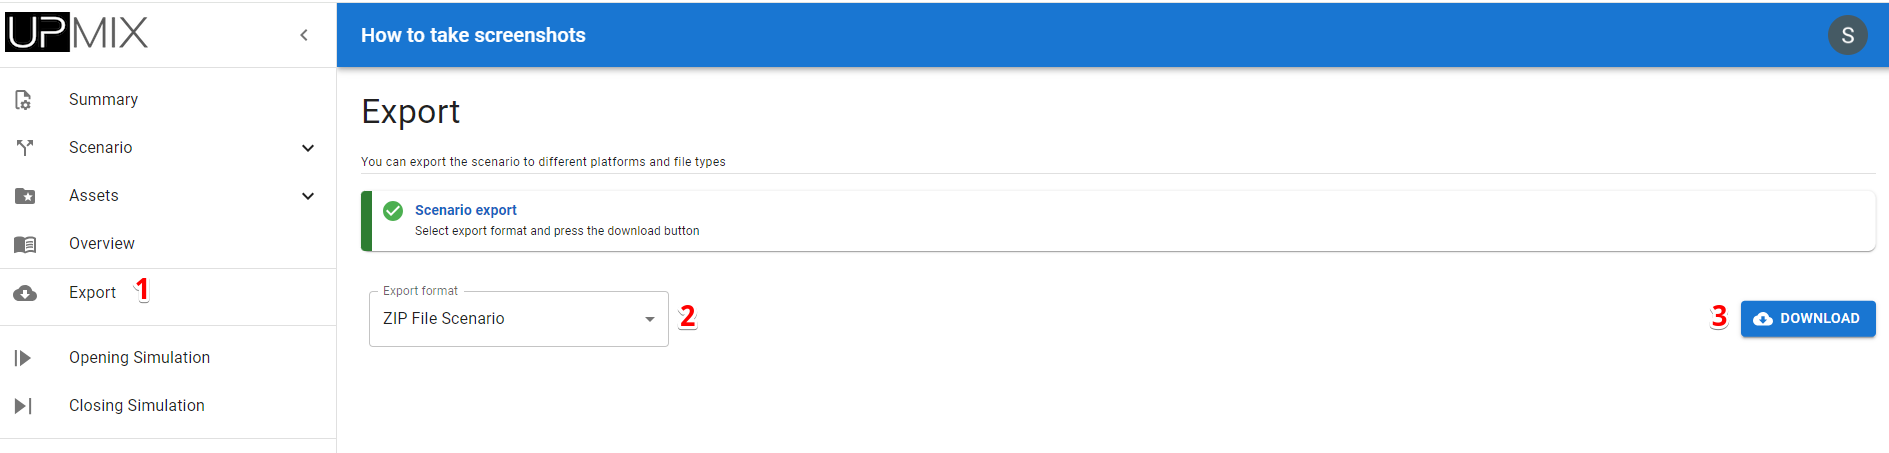 UPMIX
How to take screenshots
S
Summary
Scenario
Assets
Overview
Export 1
Opening Simulation
Closing Simulation
Export
You can export the scenario to different platforms and file types
Scenario export
Select export format and press the download button
Export format
ZIP File Scenario 2
3 DOWNLOAD